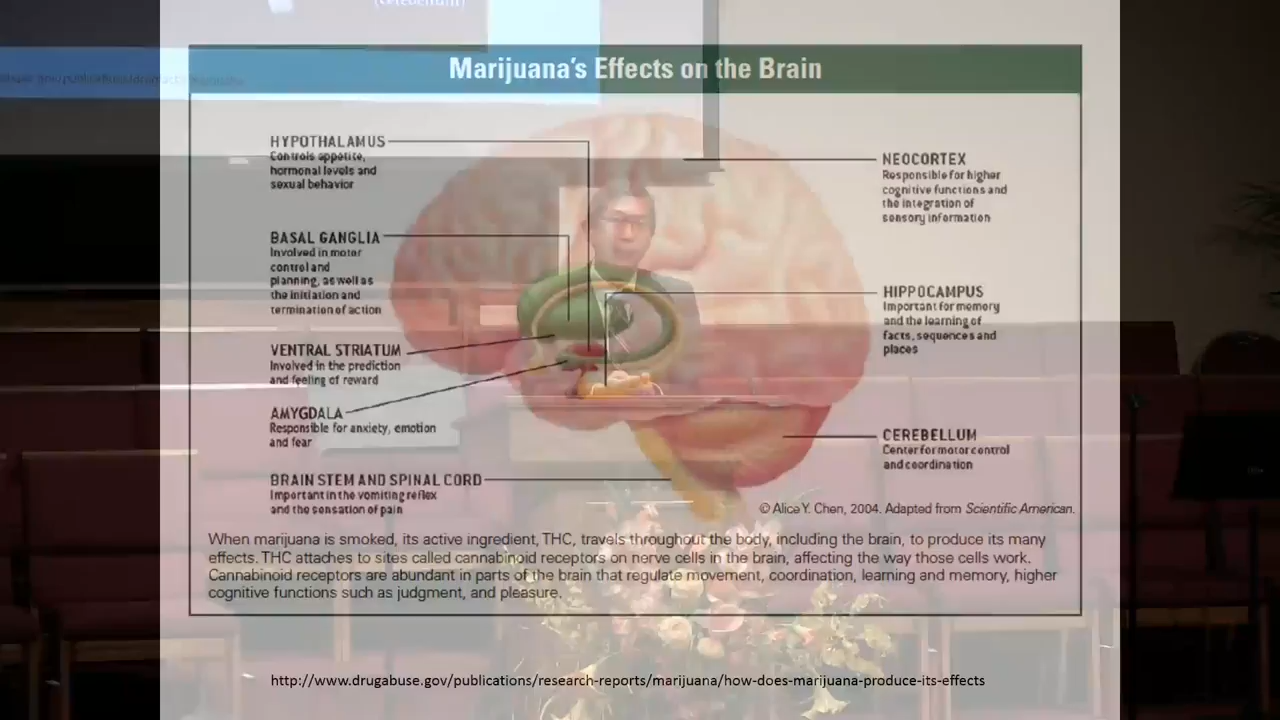 (cerebellum)
Marijuana's Effects on the Brain
HYPOTHALAMUS
Controls appetite,
hormonal levels and
sexual behavior
BASAL GANGLIA
Involved in motor
control and
planning, as well as
the initiation and
termination of action
VENTRAL STRIATUM
Involved in the prediction
and feeling of reward
AMYGDALA
Responsible for anxiety, emotion
and fear
BRAIN STEM AND SPINAL CORD
Important in the vomiting reflex
and the sensation of pain
NEOCORTEX
Responsible for higher
cognitive functions and
the integration of
sensory information
HIPPOCAMPUS
Important for memory
and the learning of
facts, sequences and
places
CEREBELLUM
Center for motor control
and coordination
© Alice Y. Chen, 2004. Adapted from Scientific American.
When marijuana is smoked, its active ingredient, THC, travels throughout the body, including the brain, to produce its many
effects. THC attaches to sites called cannabinoid receptors on nerve cells in the brain, affecting the way those cells work.
Cannabinoid receptors are abundant in parts of the brain that regulate movement, coordination, learning and memory, higher
cognitive functions such as judgment, and pleasure.
http://www.drugabuse.gov/publications/research-reports/marijuana/how-does-marijuana-produce-its-effects